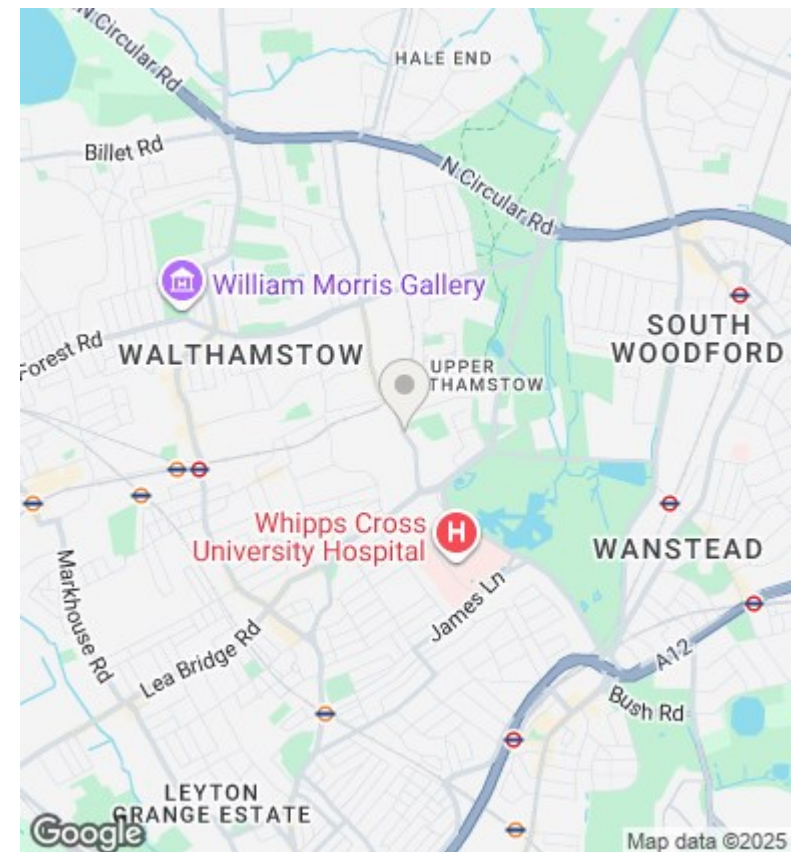 N Circular Rd
HALE END
Billet Rd
N Circular Rd
William Morris Gallery
SOUTH
WOODFORD
Forest Rd
WALTHAMSTOW
UPPER
THAMSTOW
Whipps Cross
University Hospital
H
WANSTEAD
Markhouse Rd
James Ln
Lea Bridge Rd
A12
Bush Rd
LEYTON
GRANGE ESTATE
Google
Map data ©2025